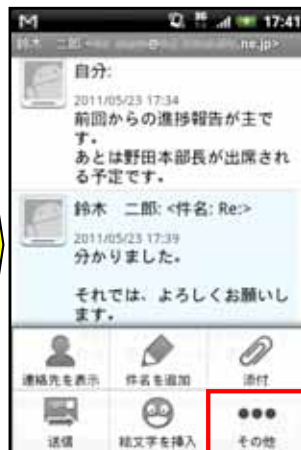 17:41
鈴木 二郎 ne.jp>
自分:
2011/05/23 17:34
前回からの進捗報告が主で
す。
あとは野田本部長が出席され
る予定です。
鈴木 二郎: <件名: Re:>
2011/05/23 17:39
分かりました。
それでは、よろしくお願いし
ます。
連絡先を表示 件名を追加 添付
送信 絵文字を挿入 その他